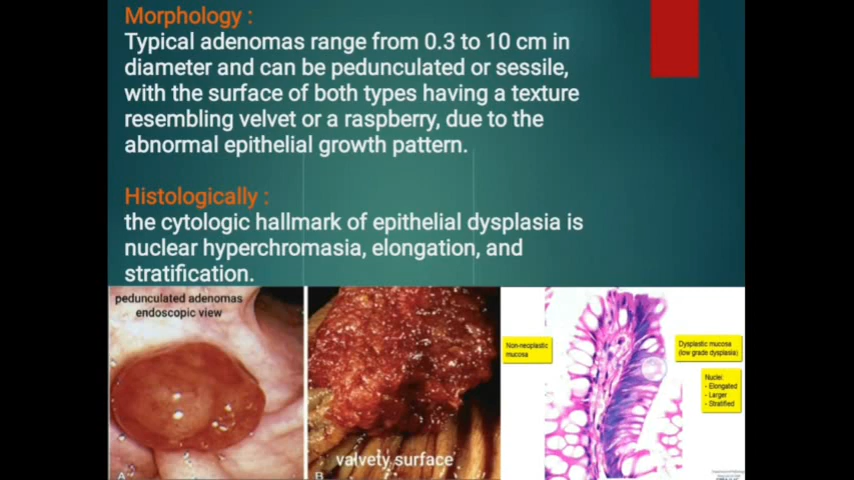 Morphology :
Typical adenomas range from 0.3 to 10 cm in
diameter and can be pedunculated or sessile,
with the surface of both types having a texture
resembling velvet or a raspberry, due to the
abnormal epithelial growth pattern.
Histologically :
the cytologic hallmark of epithelial dysplasia is
nuclear hyperchromasia, elongation, and
stratification.
pedunculated adenomas
endoscopic view
A
valvety surface
B
Non-neoplastic
mucosa
Dysplastic mucosa
(low grade dysplasia)
Nuclei:
- Elongated
- Larger
- Stratified